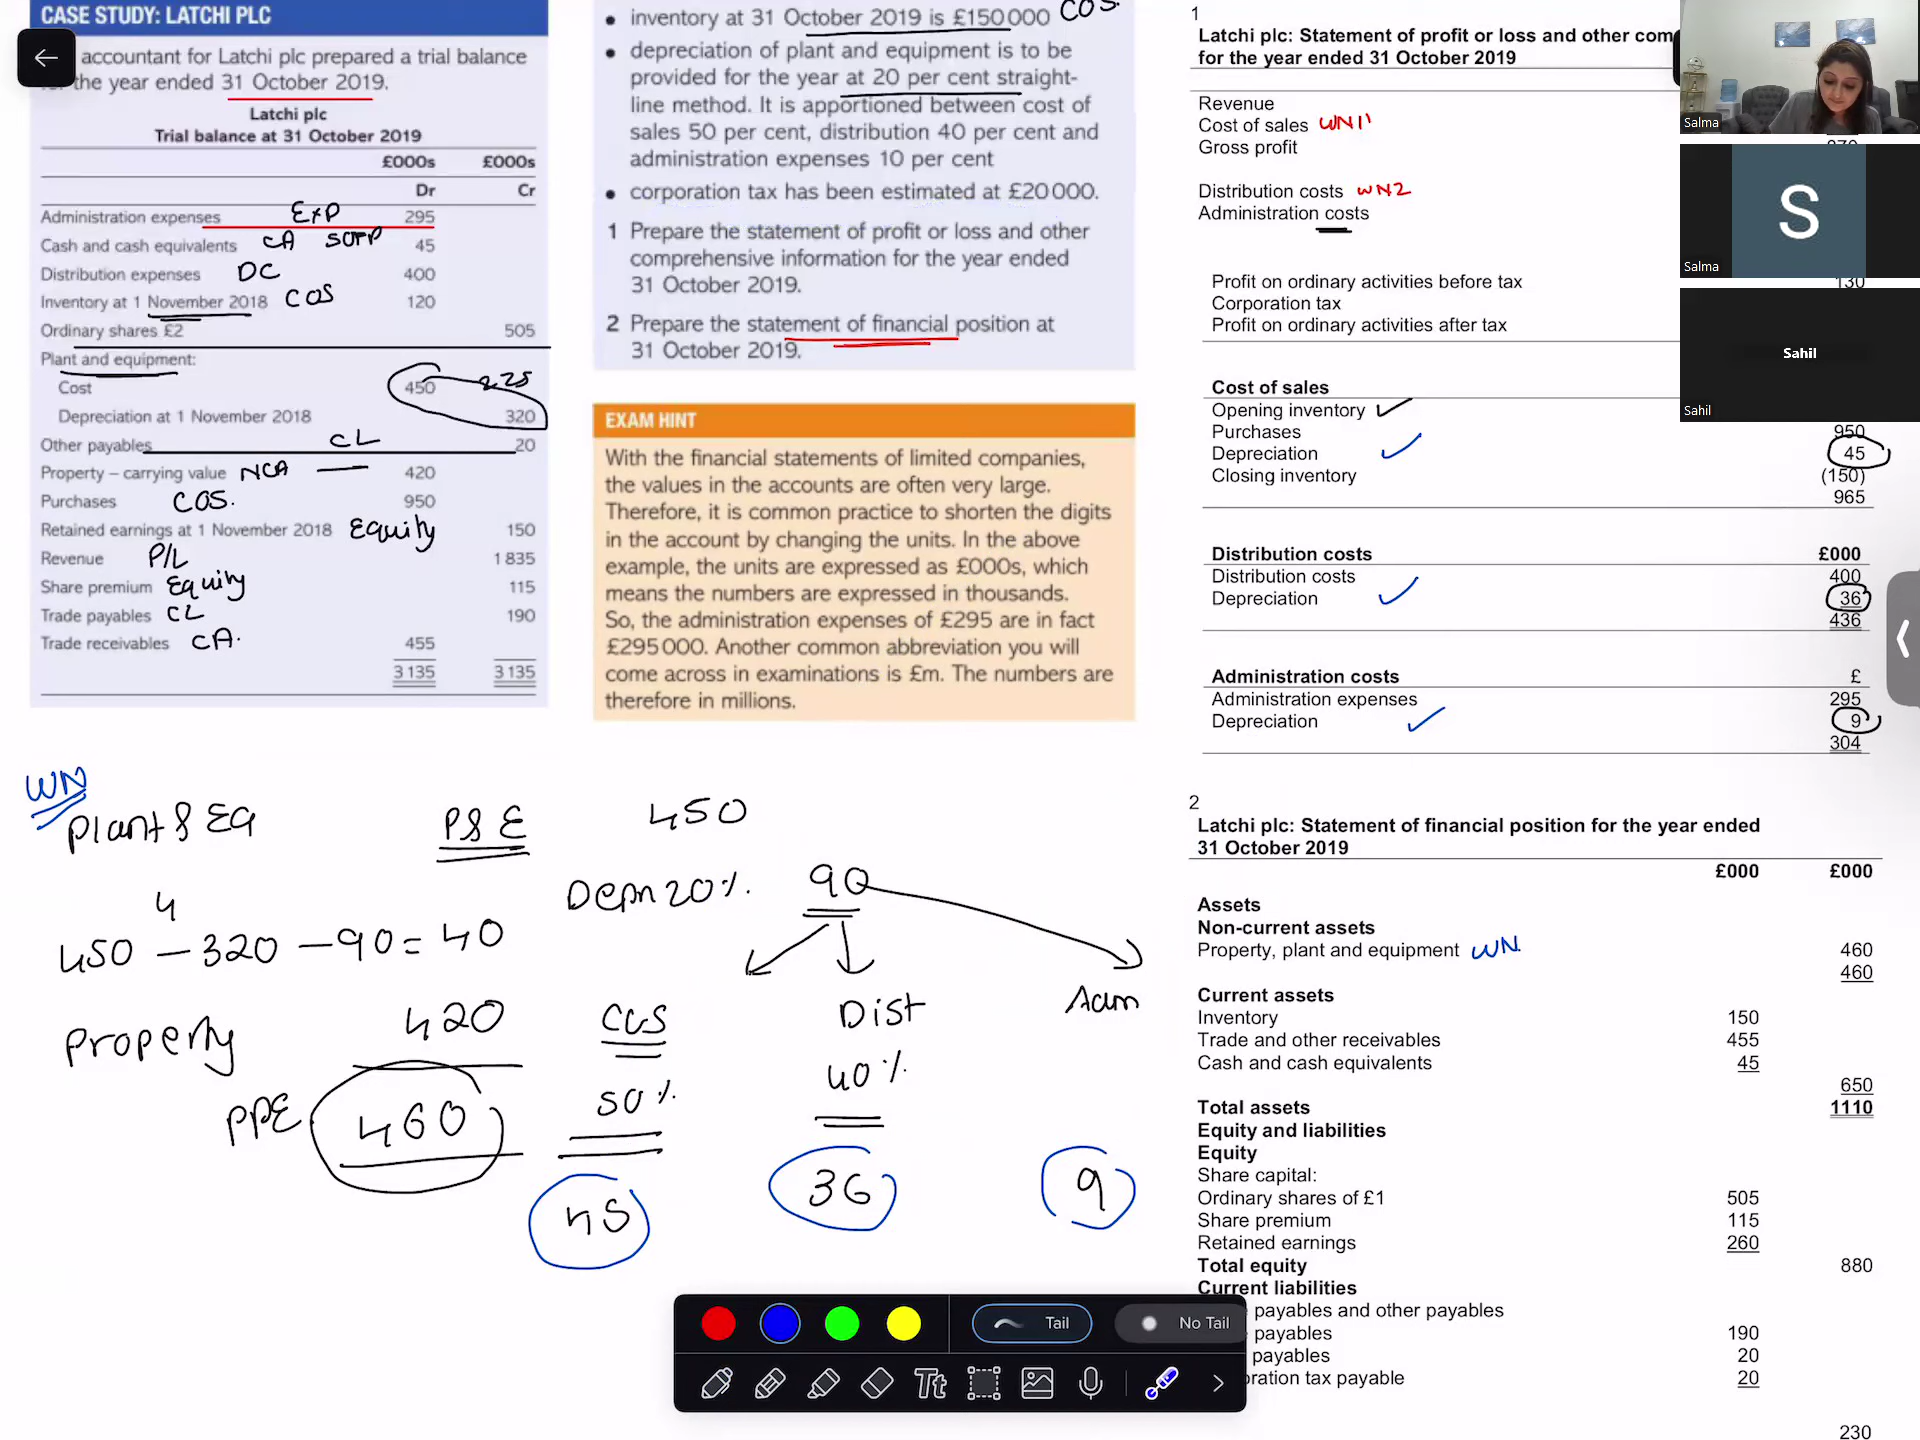 CASE STUDY: LATCHI PLC
accountant for Latchi plc prepared a trial balance
the year ended 31 October 2019.
Latchi plc
Trial balance at 31 October 2019
£000s £000s
Dr Cr
Administration expenses EXP 295
Cash and cash equivalents CA SOFP 45
Distribution expenses DC 400
Inventory at 1 November 2018 COS 120
Ordinary shares £2 505
Plant and equipment:
Cost 450 225
Depreciation at 1 November 2018 320
Other payables CL 20
Property – carrying value NCA 420
Purchases COS. 950
Retained earnings at 1 November 2018 Equity 150
Revenue P/L 1 835
Share premium Equity 115
Trade payables CL 190
Trade receivables CA. 455
3 135 3 135
• inventory at 31 October 2019 is £150 000 COS.
• depreciation of plant and equipment is to be
provided for the year at 20 per cent straight-
line method. It is apportioned between cost of
sales 50 per cent, distribution 40 per cent and
administration expenses 10 per cent
• corporation tax has been estimated at £20 000.
1 Prepare the statement of profit or loss and other
comprehensive information for the year ended
31 October 2019.
2 Prepare the statement of financial position at
31 October 2019.
EXAM HINT
With the financial statements of limited companies,
the values in the accounts are often very large.
Therefore, it is common practice to shorten the digits
in the account by changing the units. In the above
example, the units are expressed as £000s, which
means the numbers are expressed in thousands.
So, the administration expenses of £295 are in fact
£295 000. Another common abbreviation you will
come across in examinations is £m. The numbers are
therefore in millions.
WN
Plant & EQ
P & E
450
Depn 20%. 90
4
450 – 320 – 90 = 40
Property 420
PPE 460
COS Dist Adm
50% 40%
45 36 9
1
Latchi plc: Statement of profit or loss and other com
for the year ended 31 October 2019
Revenue
Cost of sales WN1
Gross profit
Distribution costs WN2
Administration costs
Profit on ordinary activities before tax 130
Corporation tax
Profit on ordinary activities after tax
Cost of sales
Opening inventory
Purchases 950
Depreciation 45
Closing inventory (150)
965
Distribution costs £000
Distribution costs 400
Depreciation 36
436
Administration costs £
Administration expenses 295
Depreciation 9
304
2
Latchi plc: Statement of financial position for the year ended
31 October 2019
£000 £000
Assets
Non-current assets
Property, plant and equipment WN. 460
460
Current assets
Inventory 150
Trade and other receivables 455
Cash and cash equivalents 45
650
Total assets 1110
Equity and liabilities
Equity
Share capital:
Ordinary shares of £1 505
Share premium 115
Retained earnings 260
Total equity 880
Current liabilities
payables and other payables
payables 190
payables 20
ration tax payable 20
230
Salma
S
Salma
Sahil
Sahil
Tail
No Tail
Tt